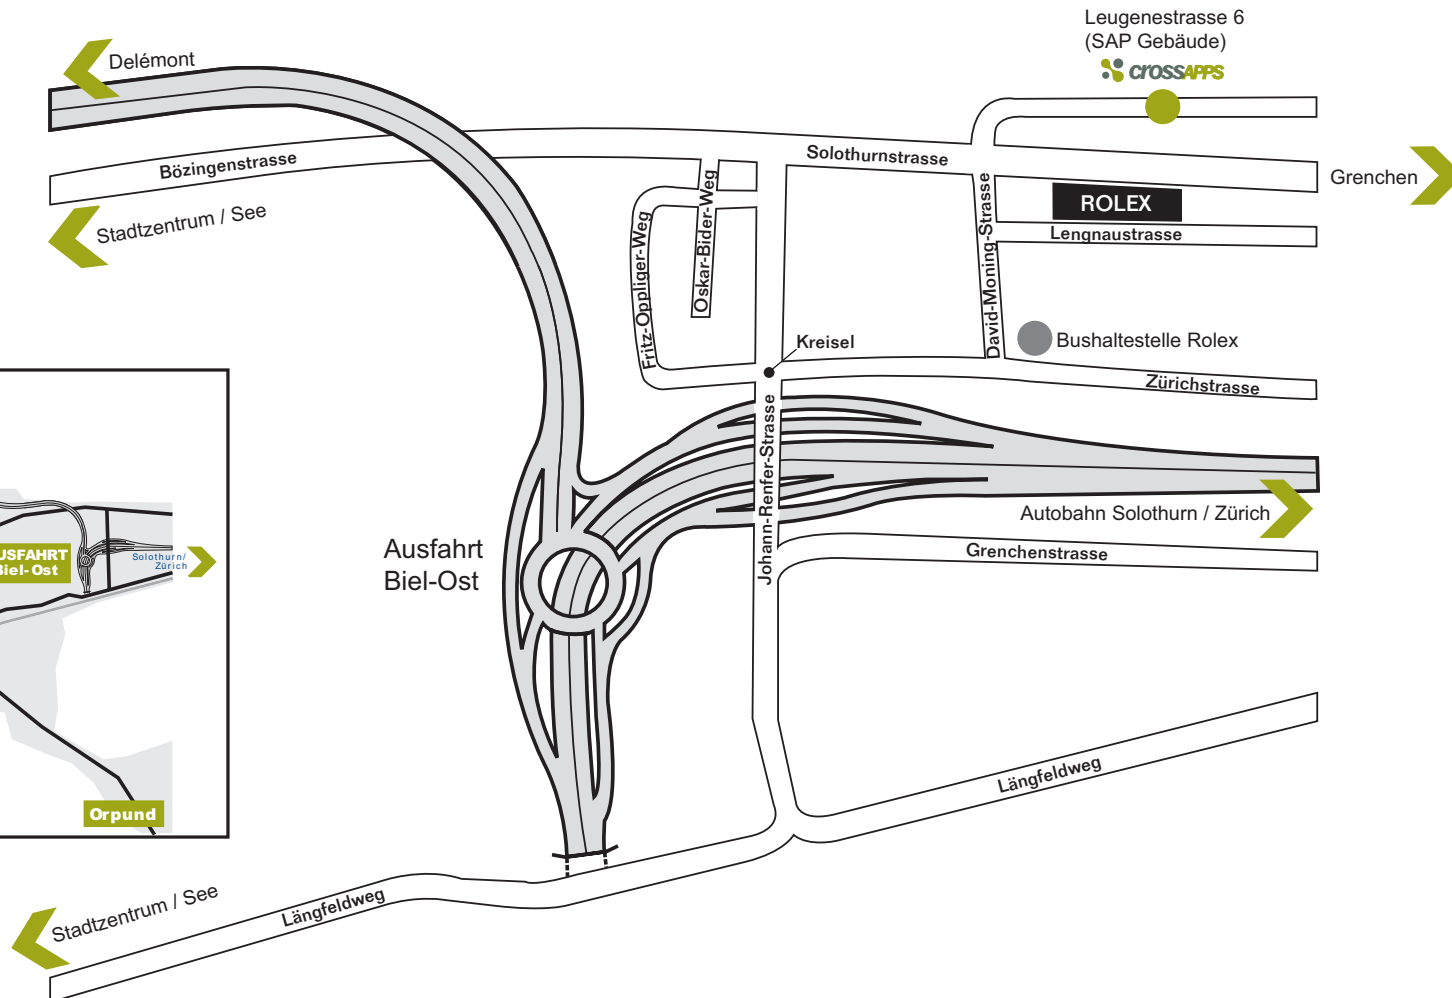 Leugenestrasse 6
(SAP Gebäude)
crossAPPS
Delémont
Bözingenstrasse
Solothurnstrasse
Grenchen
Stadtzentrum / See
ROLEX
Lengnaustrasse
Fritz-Oppliger-Weg
Oskar-Bider-Weg
David-Moning-Strasse
Kreisel
Bushaltestelle Rolex
Zürichstrasse
Johann-Renfer-Strasse
Autobahn Solothurn / Zürich
Grenchenstrasse
Ausfahrt
Biel-Ost
USFAHRT
Biel-Ost
Solothurn/
Zürich
Orpund
Längfeldweg
Stadtzentrum / See
Längfeldweg